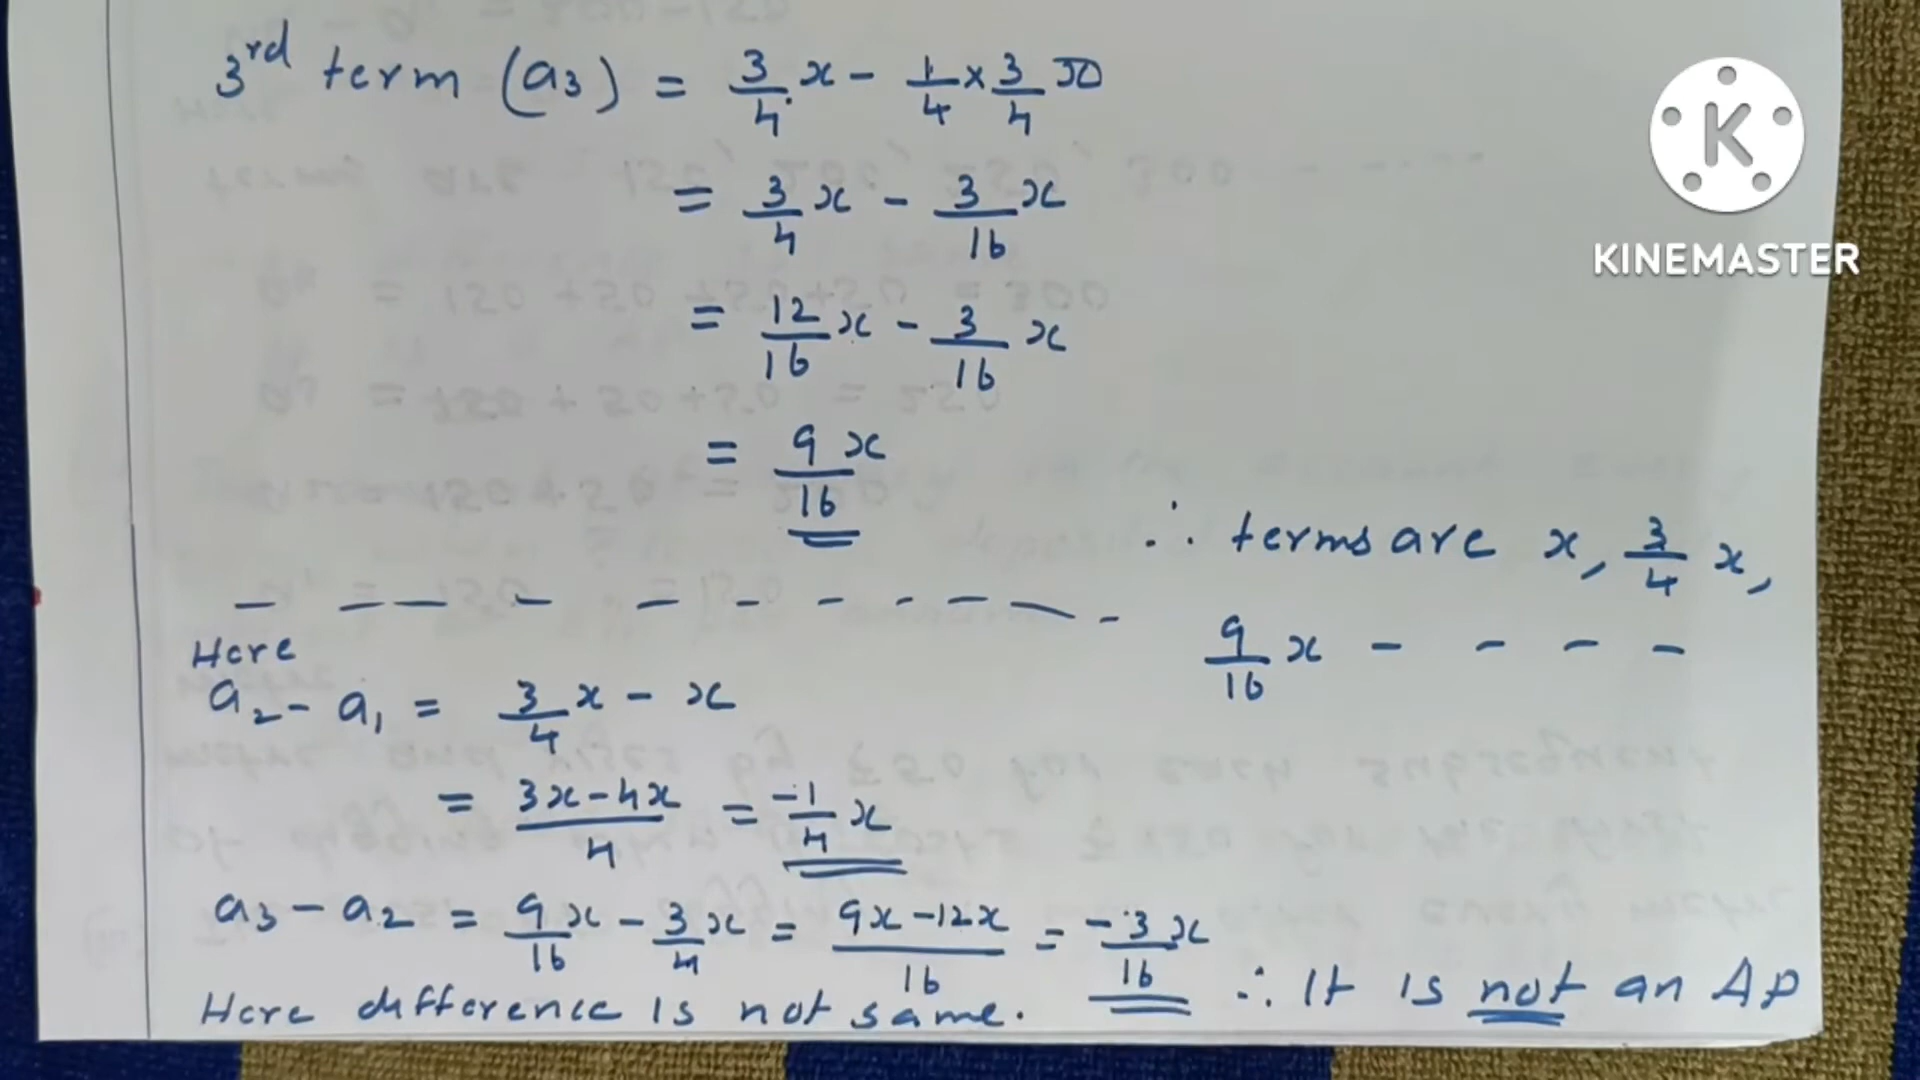 3rd term (a3) = 3/4 x - 1/4 × 3/4 x
= 3/4 x - 3/16 x
= 12/16 x - 3/16 x
= 9x/16
∴ terms are x, 3/4 x,
9/16 x - - - -
Here
a2 - a1 = 3/4 x - x
= 3x-4x/4 = -1/4 x
a3 - a2 = 9/16 x - 3/4 x = 9x-12x/16 = -3/16 x
Here difference is not same. ∴ It is not an AP
K
KINEMASTER